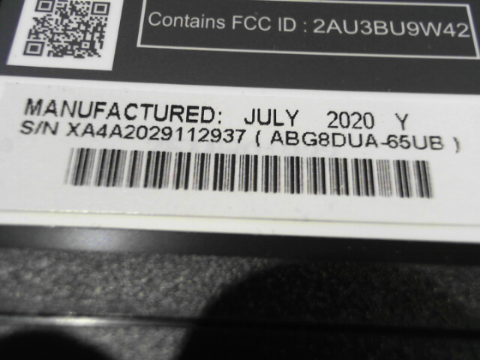 Contains FCC ID : 2AU3BU9W42
MANUFACTURED: JULY 2020 Y
S/N XA4A2029112937 ( ABG8DUA-65UB )